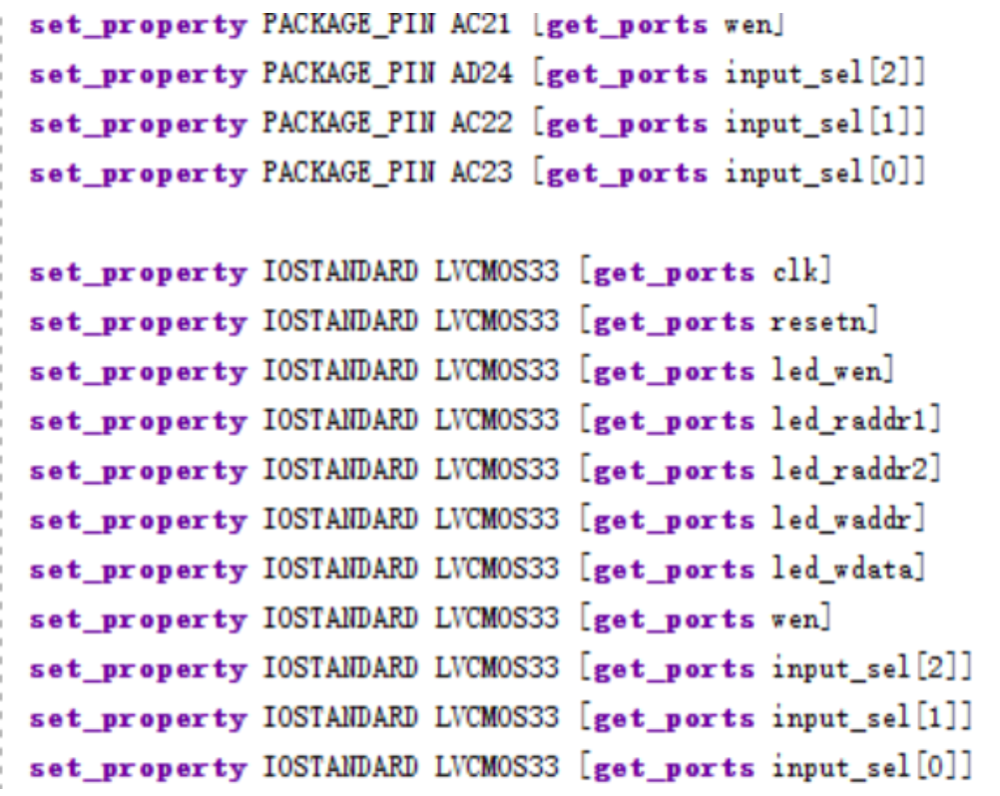 set_property PACKAGE_PIN AC21 [get_ports wen]
set_property PACKAGE_PIN AD24 [get_ports input_sel[2]]
set_property PACKAGE_PIN AC22 [get_ports input_sel[1]]
set_property PACKAGE_PIN AC23 [get_ports input_sel[0]]
set_property IOSTANDARD LVCMOS33 [get_ports clk]
set_property IOSTANDARD LVCMOS33 [get_ports resetn]
set_property IOSTANDARD LVCMOS33 [get_ports led_wen]
set_property IOSTANDARD LVCMOS33 [get_ports led_raddr1]
set_property IOSTANDARD LVCMOS33 [get_ports led_raddr2]
set_property IOSTANDARD LVCMOS33 [get_ports led_waddr]
set_property IOSTANDARD LVCMOS33 [get_ports led_wdata]
set_property IOSTANDARD LVCMOS33 [get_ports wen]
set_property IOSTANDARD LVCMOS33 [get_ports input_sel[2]]
set_property IOSTANDARD LVCMOS33 [get_ports input_sel[1]]
set_property IOSTANDARD LVCMOS33 [get_ports input_sel[0]]